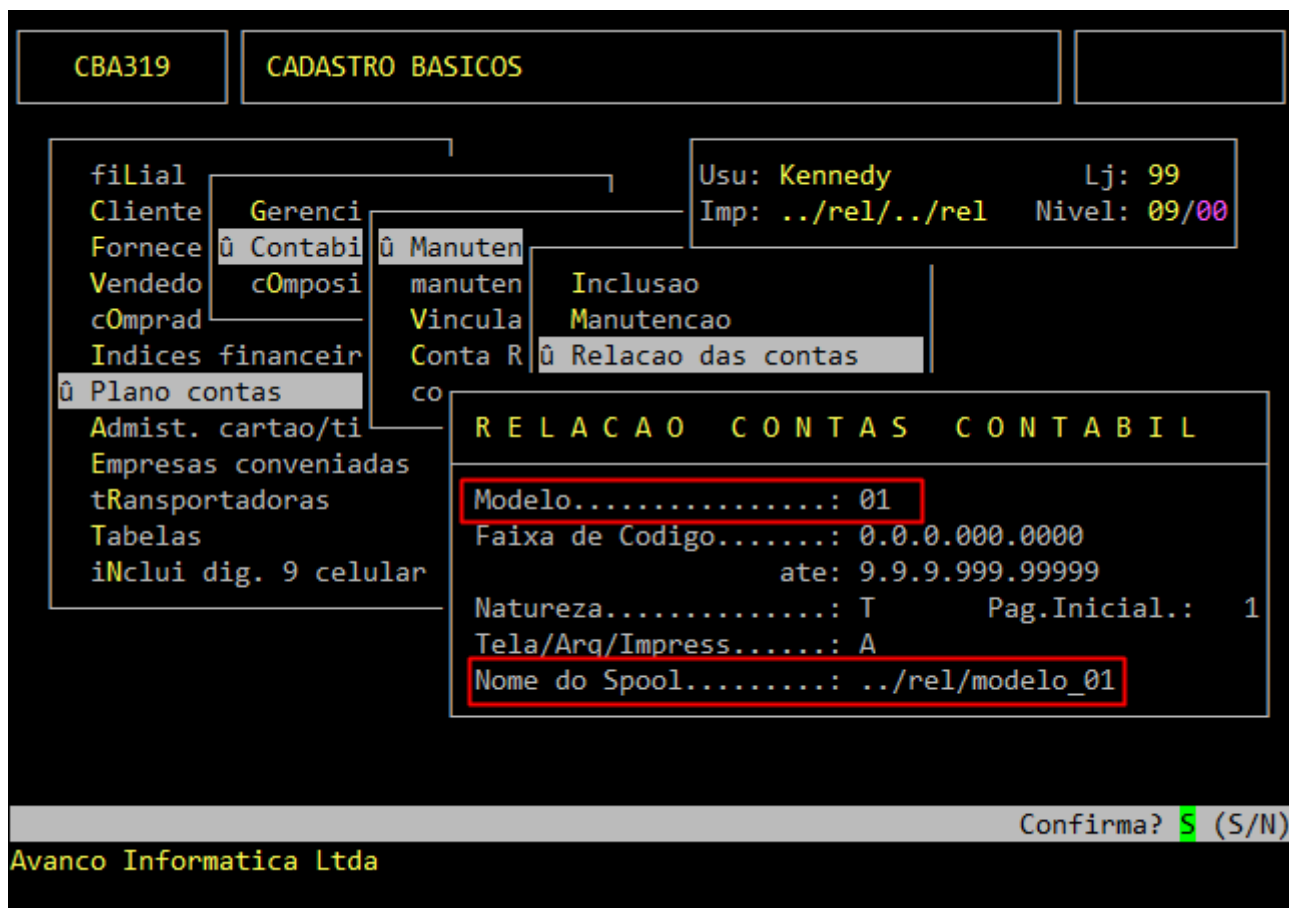 CBA319
CADASTRO BASICOS
Usu: Kennedy Lj: 99
Imp: ../rel/../rel Nivel: 09/00
fiLial
Cliente
Fornece
Vendedo
cOmprad
Indices financeir
û Plano contas
Admist. cartao/ti
Empresas conveniadas
tRansportadoras
Tabelas
iNclui dig. 9 celular
Gerenci
û Contabi
cOmposi
û Manuten
manuten
Vincula
Conta R
co
Inclusao
Manutencao
û Relacao das contas
R E L A C A O C O N T A S C O N T A B I L
Modelo................: 01
Faixa de Codigo.......: 0.0.0.000.0000
ate: 9.9.9.999.99999
Natureza..............: T Pag.Inicial.: 1
Tela/Arq/Impress......: A
Nome do Spool.........: ../rel/modelo_01
Confirma? S (S/N)
Avanco Informatica Ltda